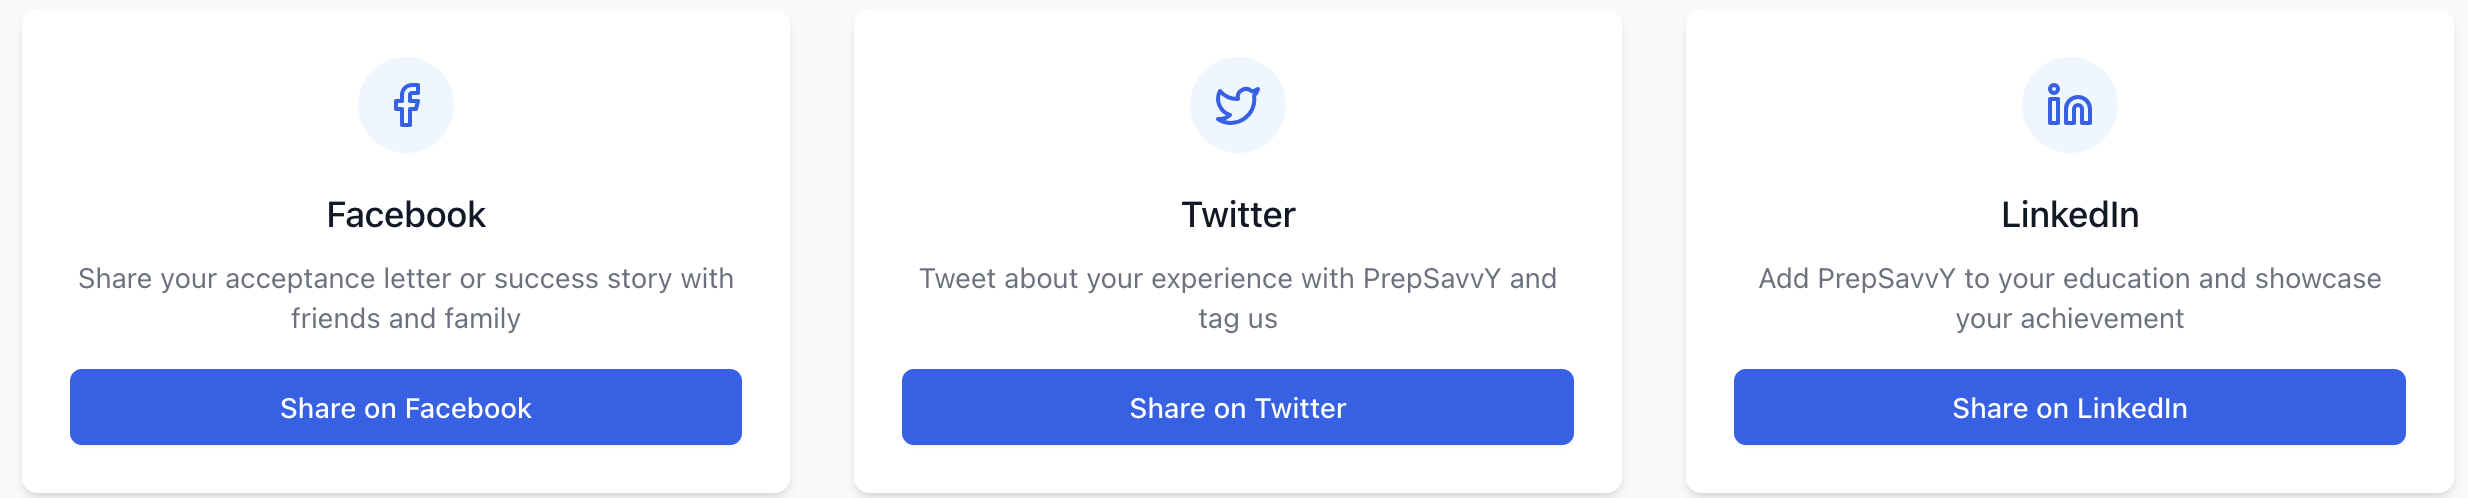 Facebook
Share your acceptance letter or success story with
friends and family
Share on Facebook
Twitter
Tweet about your experience with PrepSavvY and
tag us
Share on Twitter
LinkedIn
Add PrepSavvY to your education and showcase
your achievement
Share on LinkedIn